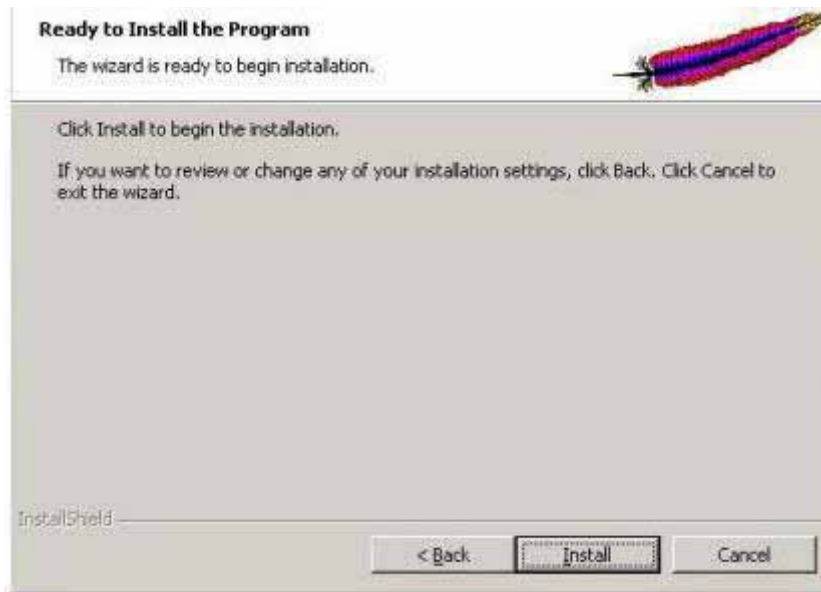 Ready to Install the Program
The wizard is ready to begin installation.
Click Install to begin the installation.
If you want to review or change any of your installation settings, click Back. Click Cancel to
exit the wizard.
InstallShield
< Back
Install
Cancel